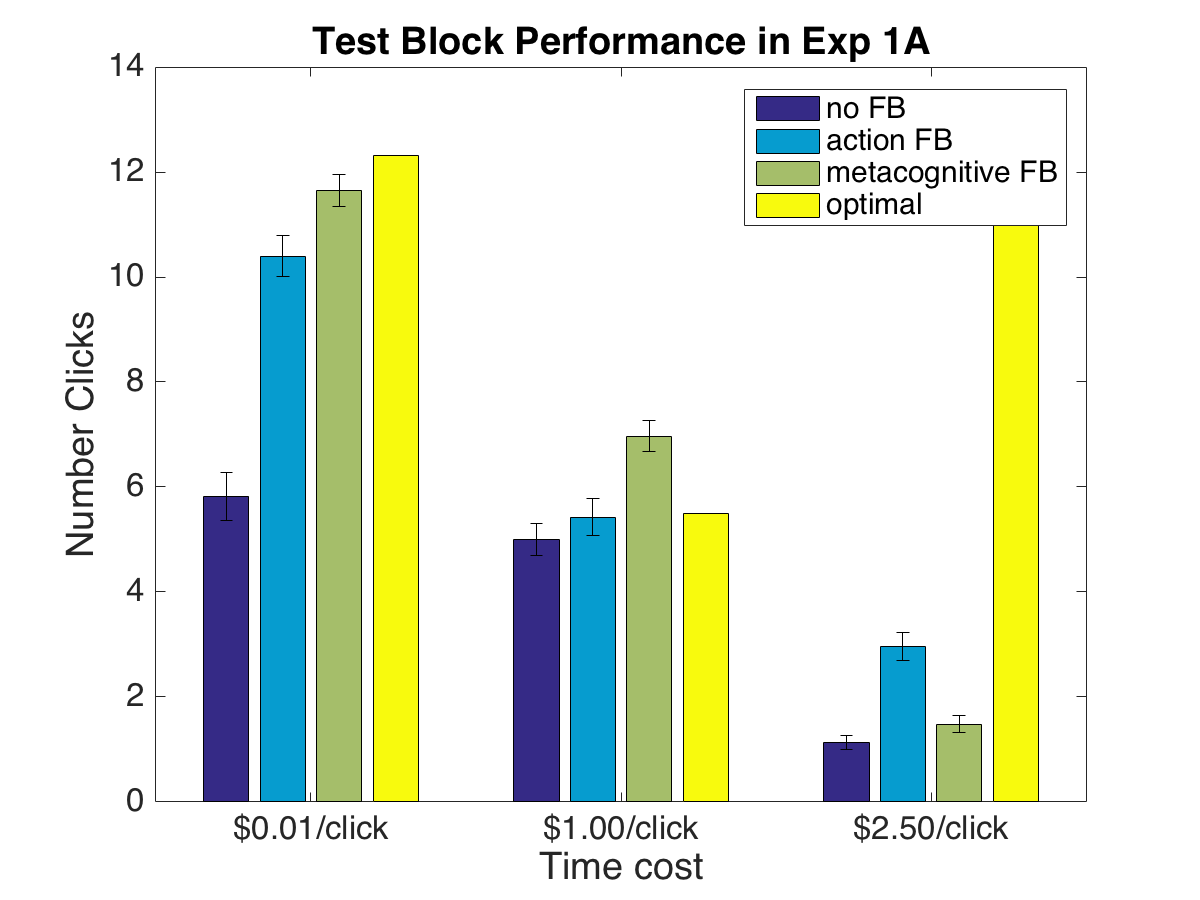 Test Block Performance in Exp 1A
14
12
10
8
6
4
2
0
Number Clicks
no FB
action FB
metacognitive FB
optimal
$0.01/click
$1.00/click
$2.50/click
Time cost